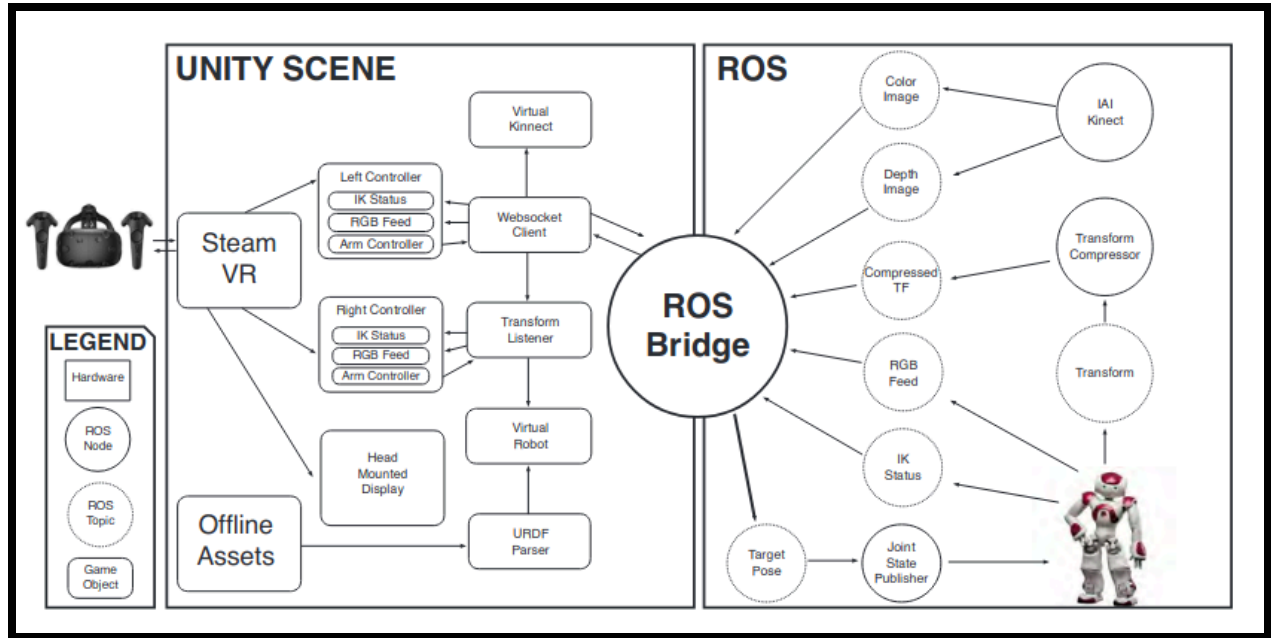 UNITY SCENE
Virtual
Kinnect
Left Controller
IK Status
RGB Feed
Arm Controller
Websocket
Client
Steam
VR
Right Controller
IK Status
RGB Feed
Arm Controller
Transform
Listener
Head
Mounted
Display
Virtual
Robot
Offline
Assets
URDF
Parser
LEGEND
Hardware
ROS
Node
ROS
Topic
Game
Object
ROS
Bridge
ROS
Color
Image
IAI
Kinect
Depth
Image
Transform
Compressor
Compressed
TF
RGB
Feed
Transform
IK
Status
Target
Pose
Joint
State
Publisher